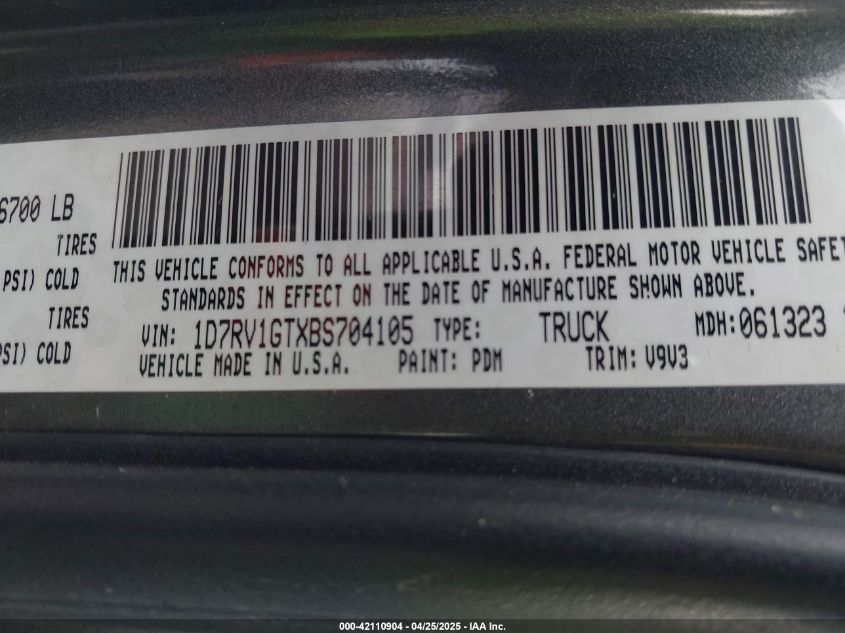 6700 LB
TIRES
PSI) COLD
TIRES
PSI) COLD
THIS VEHICLE CONFORMS TO ALL APPLICABLE U.S.A. FEDERAL MOTOR VEHICLE SAFET
STANDARDS IN EFFECT ON THE DATE OF MANUFACTURE SHOWN ABOVE.
VIN: 1D7RV1GTXBS704105 TYPE: TRUCK MDH:061323
VEHICLE MADE IN U.S.A. PAINT: PDM TRIM: V9V3
000-42110904 - 04/25/2025 - IAA Inc.